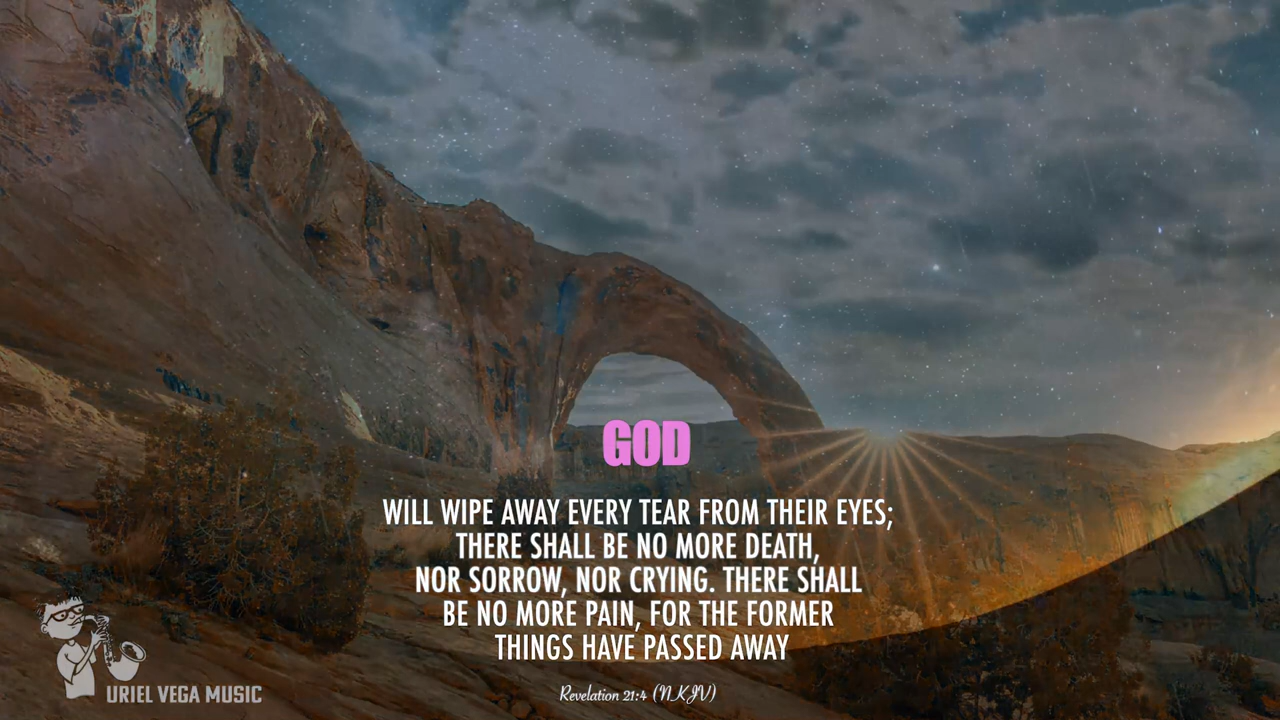 GOD
WILL WIPE AWAY EVERY TEAR FROM THEIR EYES;
THERE SHALL BE NO MORE DEATH,
NOR SORROW, NOR CRYING. THERE SHALL
BE NO MORE PAIN, FOR THE FORMER
THINGS HAVE PASSED AWAY
Revelation 21:4 (NKJV)
URIEL VEGA MUSIC